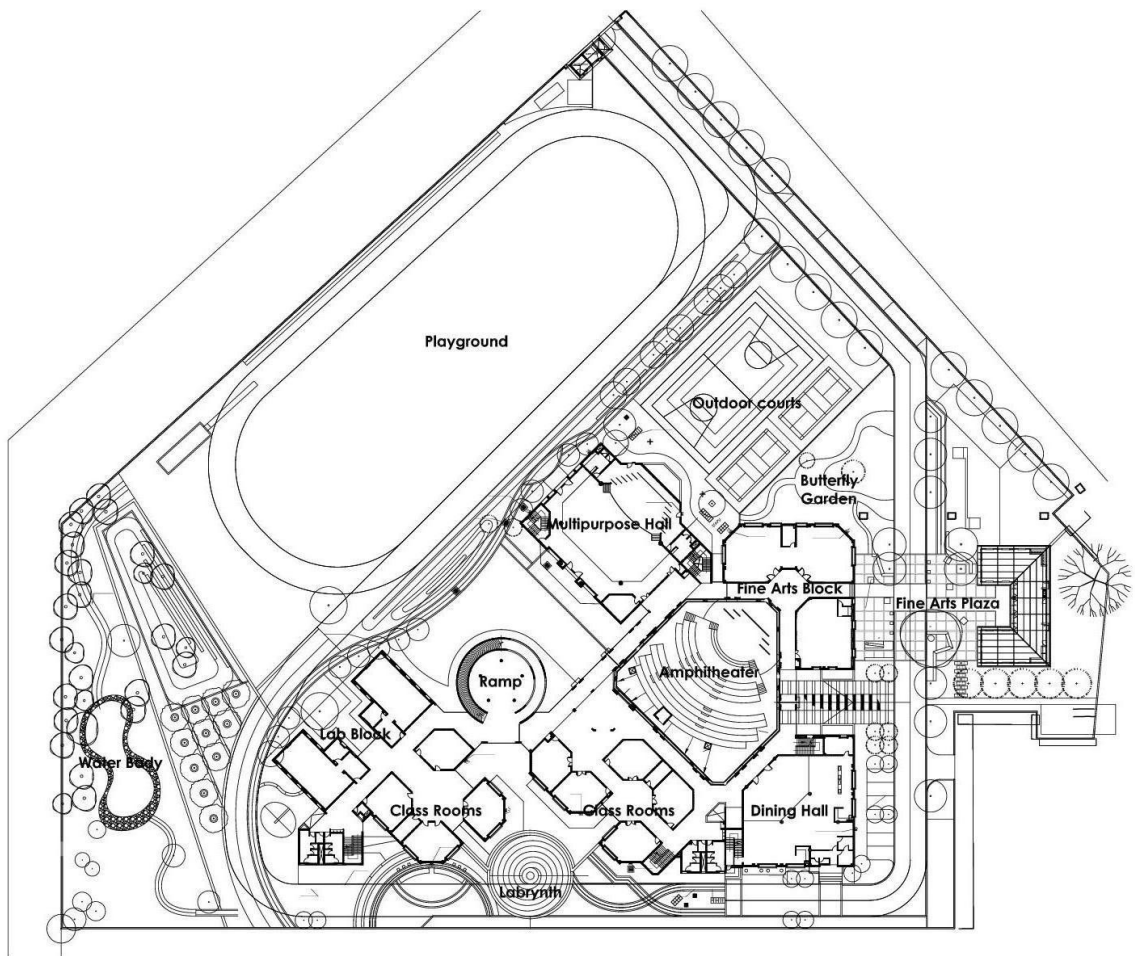 Playground
Outdoor courts
Butterfly
Garden
Multipurpose Hall
Fine Arts Block
Fine Arts Plaza
Amphitheater
Ramp
Lab Block
Water Body
Class Rooms
Class Rooms
Dining Hall
Labrynth